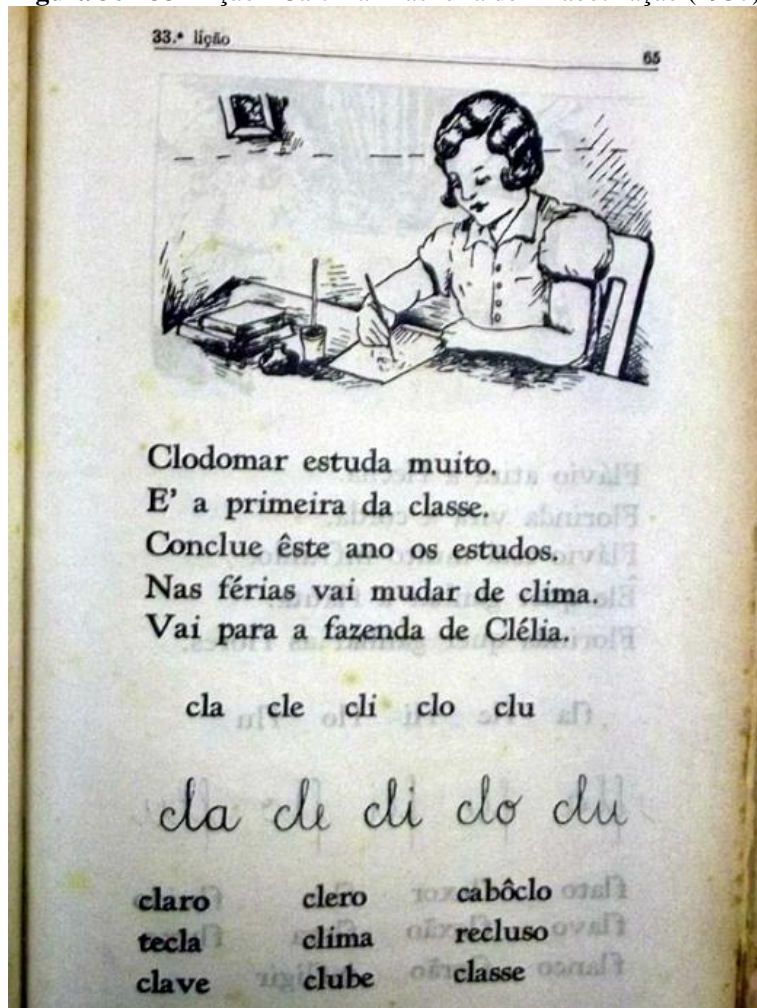 33.ª lição
65
Clodomar estuda muito.
E' a primeira da classe.
Conclue êste ano os estudos.
Nas férias vai mudar de clima.
Vai para a fazenda de Clélia.
cla cle cli clo clu
cla cle cli clo clu
claro clero cabôclo
tecla clima recluso
clave clube classe